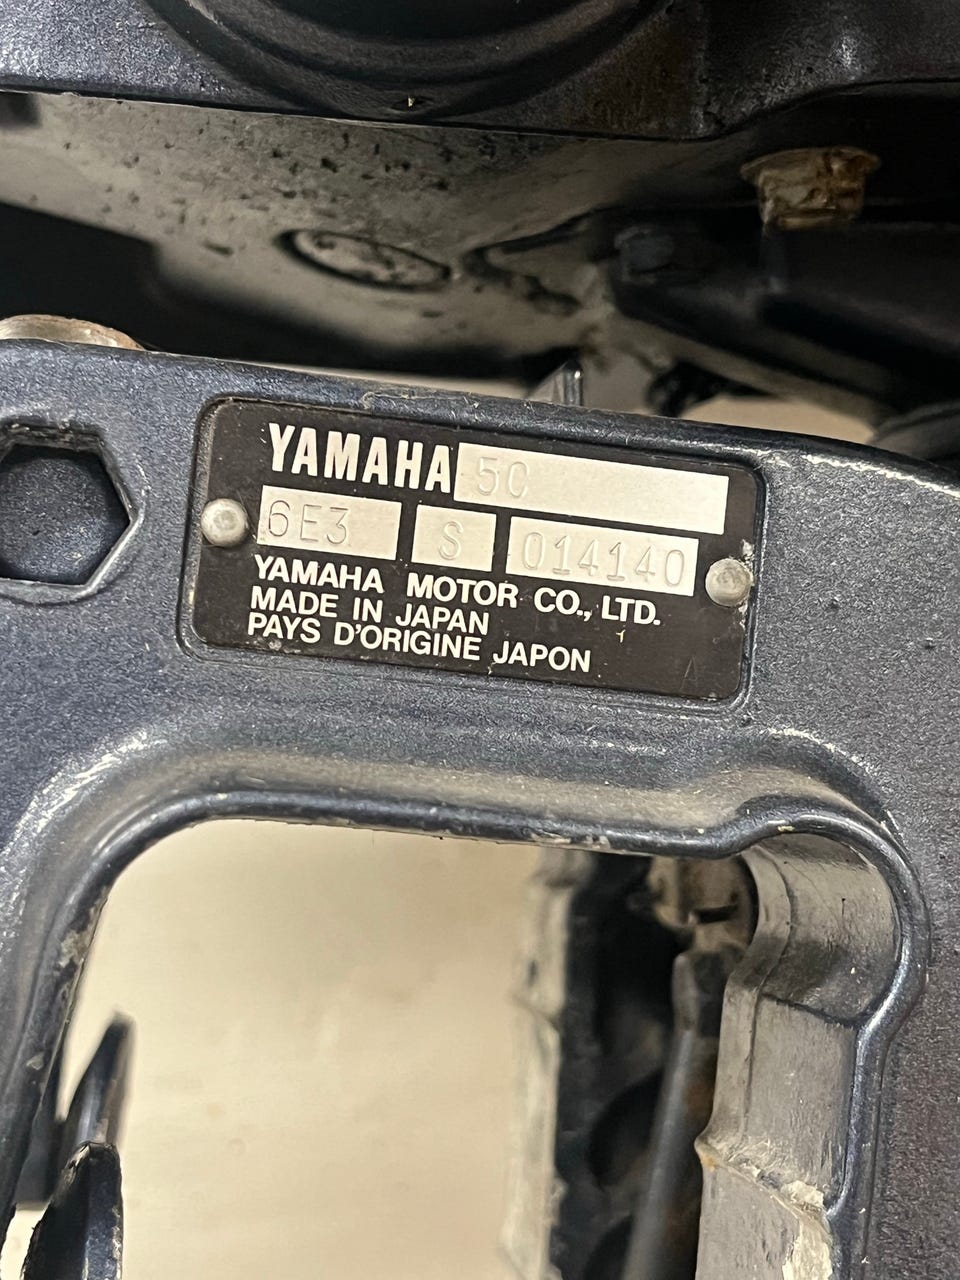 YAMAHA 5C
6E3 S 014140
YAMAHA MOTOR CO., LTD.
MADE IN JAPAN
PAYS D'ORIGINE JAPON
A